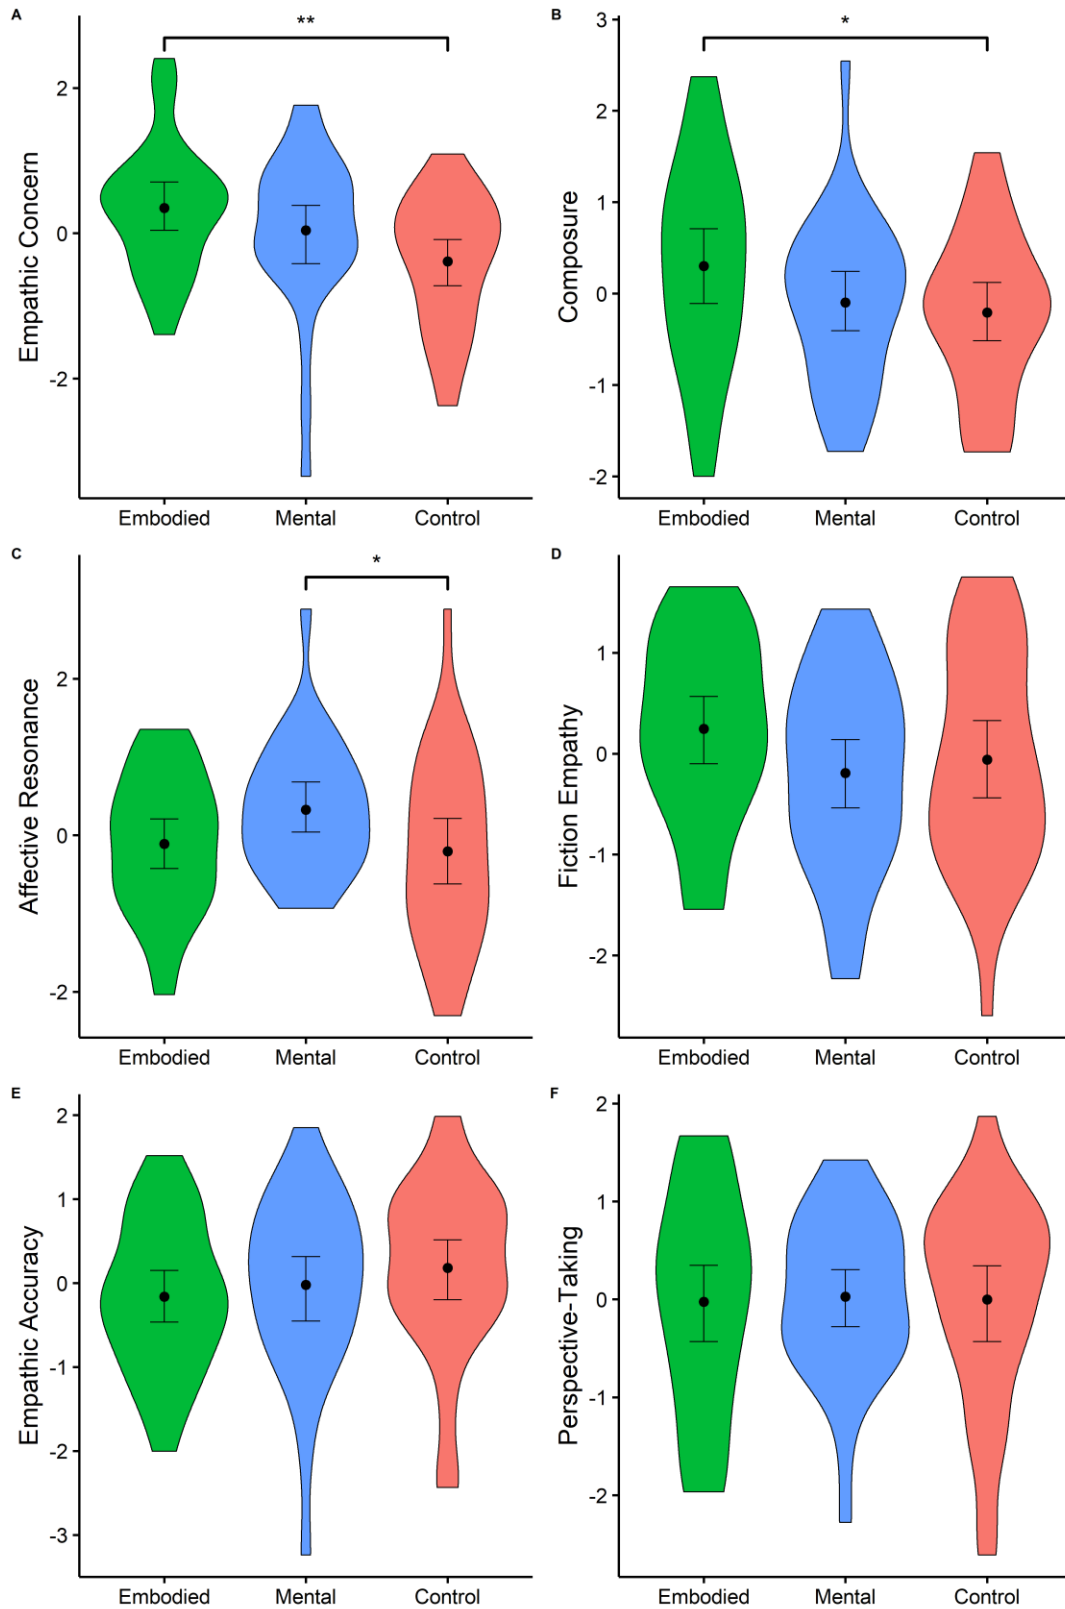 A
**
Empathic Concern
2
0
-2
Embodied Mental Control
B
*
Composure
3
2
1
0
-1
-2
Embodied Mental Control
C
*
Affective Resonance
2
0
-2
Embodied Mental Control
D
Fiction Empathy
1
0
-1
-2
Embodied Mental Control
E
Empathic Accuracy
2
1
0
-1
-2
-3
Embodied Mental Control
F
Perspective-Taking
2
1
0
-1
-2
Embodied Mental Control